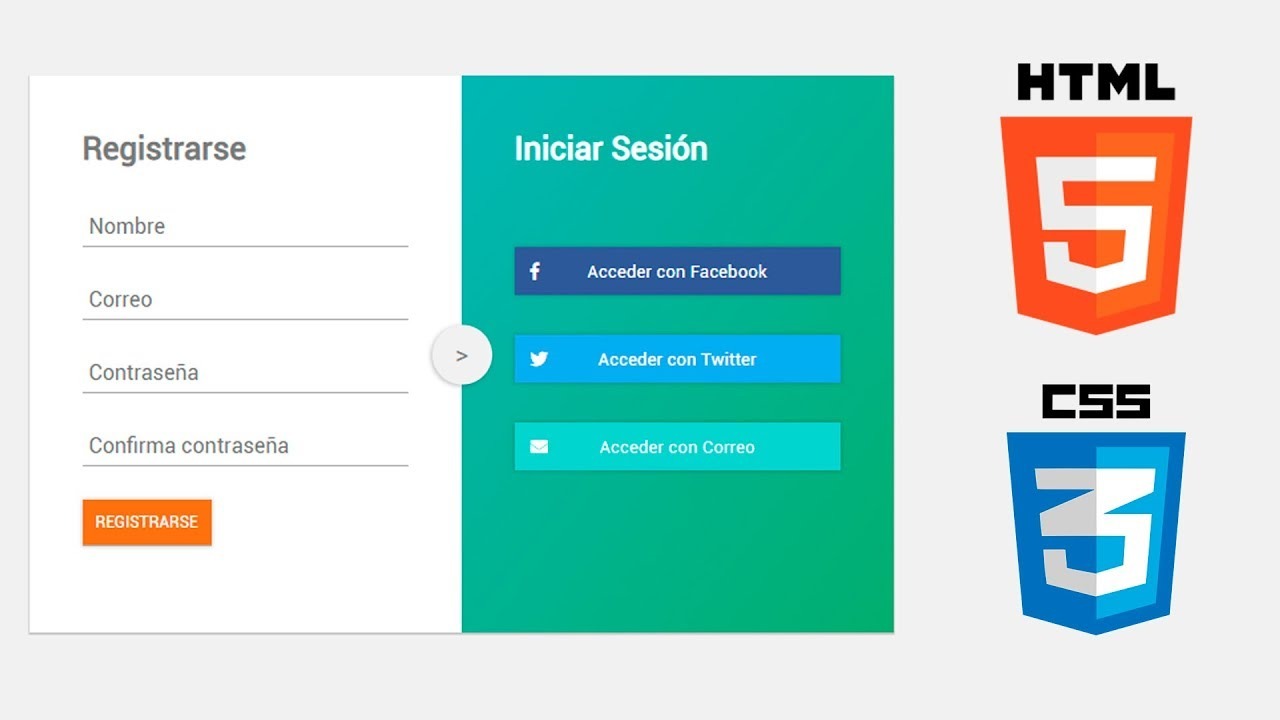 Registrarse
Nombre
Correo
Contraseña
Confirma contraseña
REGISTRARSE
>
Iniciar Sesión
f
Acceder con Facebook
Acceder con Twitter
Acceder con Correo
HTML
5
CSS
3